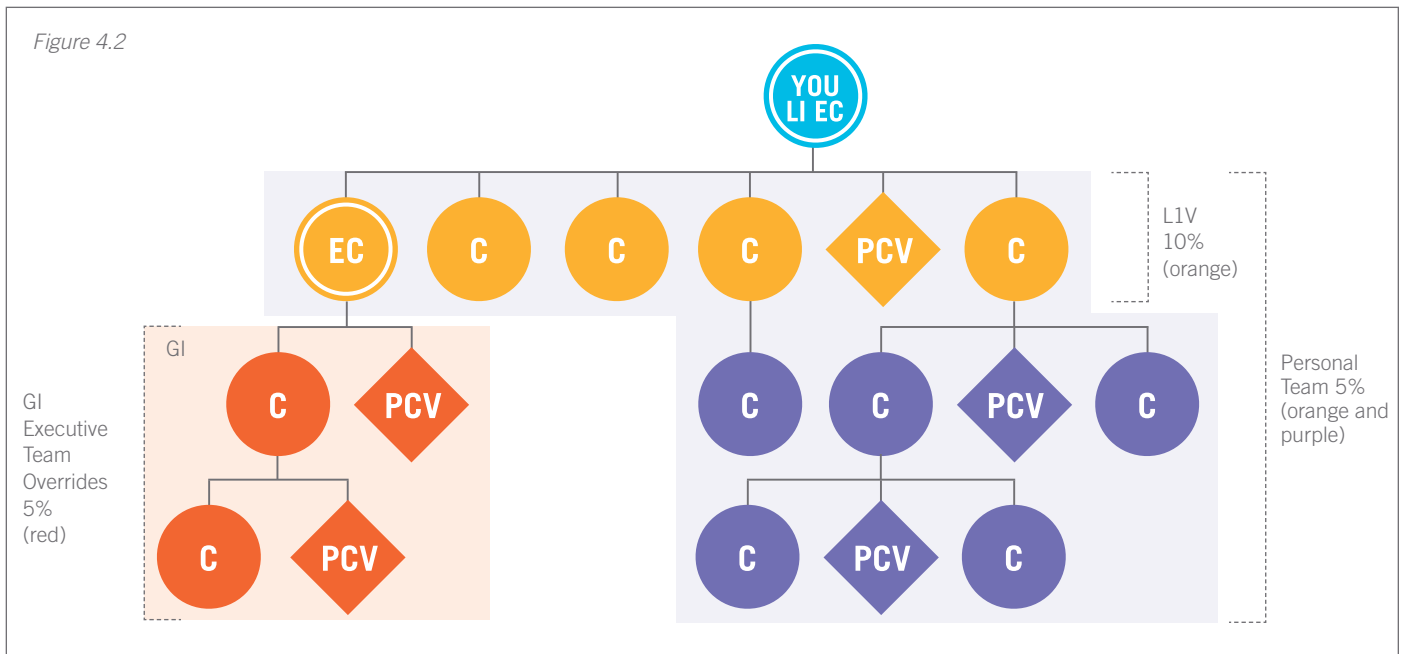 Figure 4.2
YOU
LI EC
EC
C
C
C
PCV
C
L1V
10%
(orange)
GI
C
PCV
C
C
PCV
C
GI
Executive
Team
Overrides
5%
(red)
Personal
Team 5%
(orange and
purple)
C
PCV
C
PCV
C